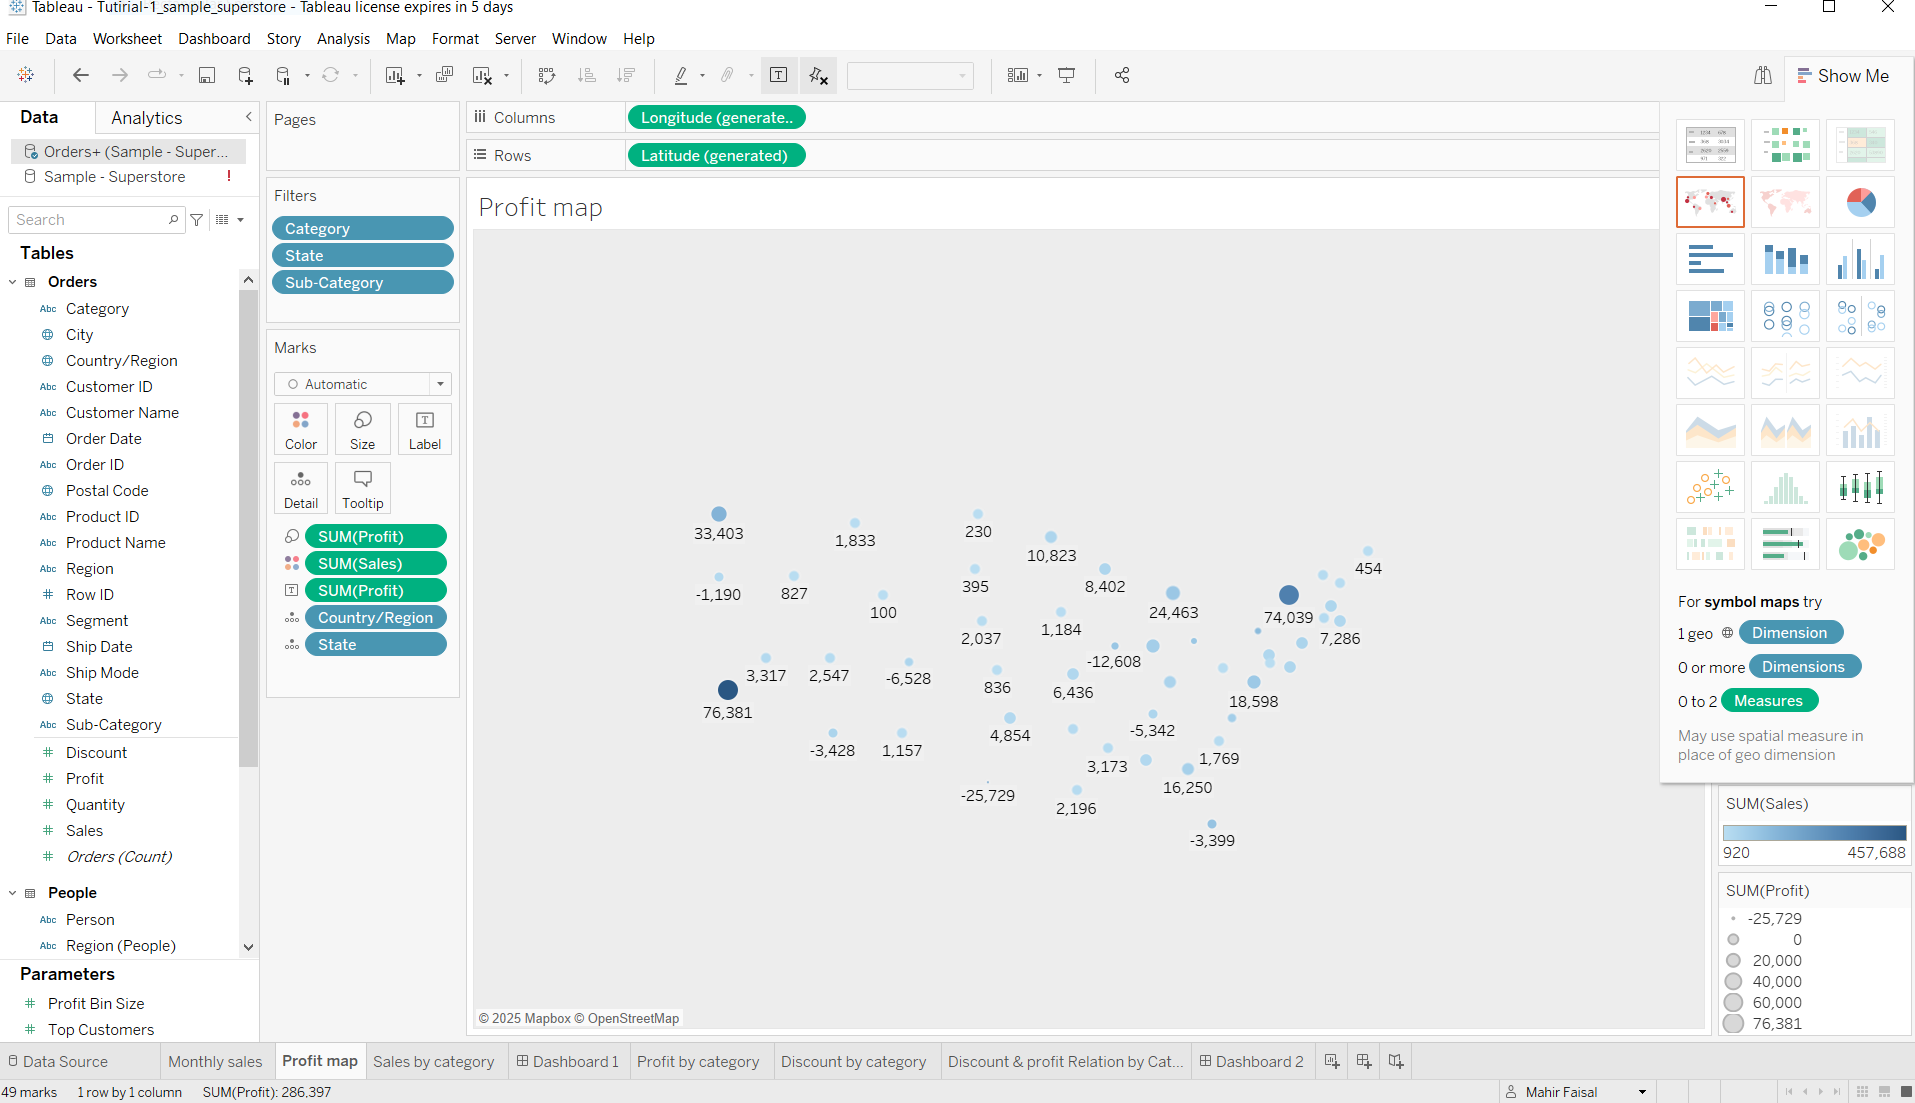 Tableau - Tutirial-1_sample_superstore - Tableau license expires in 5 days
File Data Worksheet Dashboard Story Analysis Map Format Server Window Help
Show Me
Data Analytics
Orders+ (Sample - Super...
Sample - Superstore !
Search
Tables
Orders
Abc Category
City
Country/Region
Abc Customer ID
Abc Customer Name
Order Date
Abc Order ID
Postal Code
Abc Product ID
Abc Product Name
Abc Region
# Row ID
Abc Segment
Ship Date
Abc Ship Mode
State
Abc Sub-Category
# Discount
# Profit
# Quantity
# Sales
# Orders (Count)
People
Abc Person
Abc Region (People)
Parameters
# Profit Bin Size
# Top Customers
Pages
Filters
Category
State
Sub-Category
Marks
Automatic
Color Size Label
Detail Tooltip
SUM(Profit)
SUM(Sales)
SUM(Profit)
Country/Region
State
Columns Longitude (generate..
Rows Latitude (generated)
Profit map
33,403
1,833
230
10,823
454
-1,190
827
395
8,402
100
24,463
74,039
2,037
1,184
7,286
-12,608
3,317
2,547
-6,528
836
6,436
18,598
76,381
-3,428
1,157
4,854
-5,342
3,173
1,769
-25,729
2,196
16,250
-3,399
© 2025 Mapbox © OpenStreetMap
For symbol maps try
1 geo Dimension
0 or more Dimensions
0 to 2 Measures
May use spatial measure in
place of geo dimension
SUM(Sales)
920 457,688
SUM(Profit)
-25,729
0
20,000
40,000
60,000
76,381
Data Source Monthly sales Profit map Sales by category Dashboard 1 Profit by category Discount by category Discount & profit Relation by Cat... Dashboard 2
49 marks 1 row by 1 column SUM(Profit): 286,397 Mahir Faisal